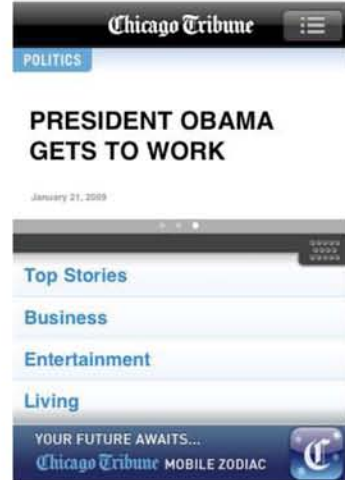 Chicago Tribune
POLITICS
PRESIDENT OBAMA
GETS TO WORK
January 21, 2009
Top Stories
Business
Entertainment
Living
YOUR FUTURE AWAITS...
Chicago Tribune MOBILE ZODIAC
C